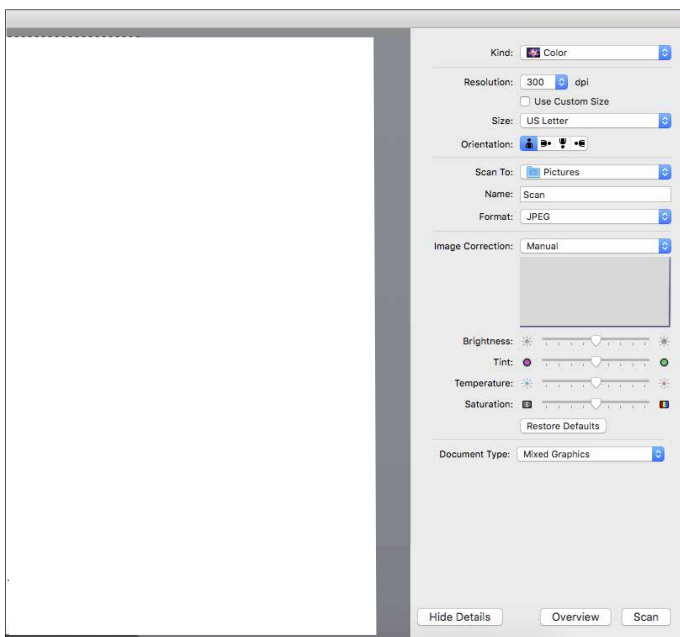 Kind: Color
Resolution: 300 dpi
Use Custom Size
Size: US Letter
Orientation:
Scan To: Pictures
Name: Scan
Format: JPEG
Image Correction: Manual
Brightness:
Tint:
Temperature:
Saturation:
Restore Defaults
Document Type: Mixed Graphics
Hide Details Overview Scan